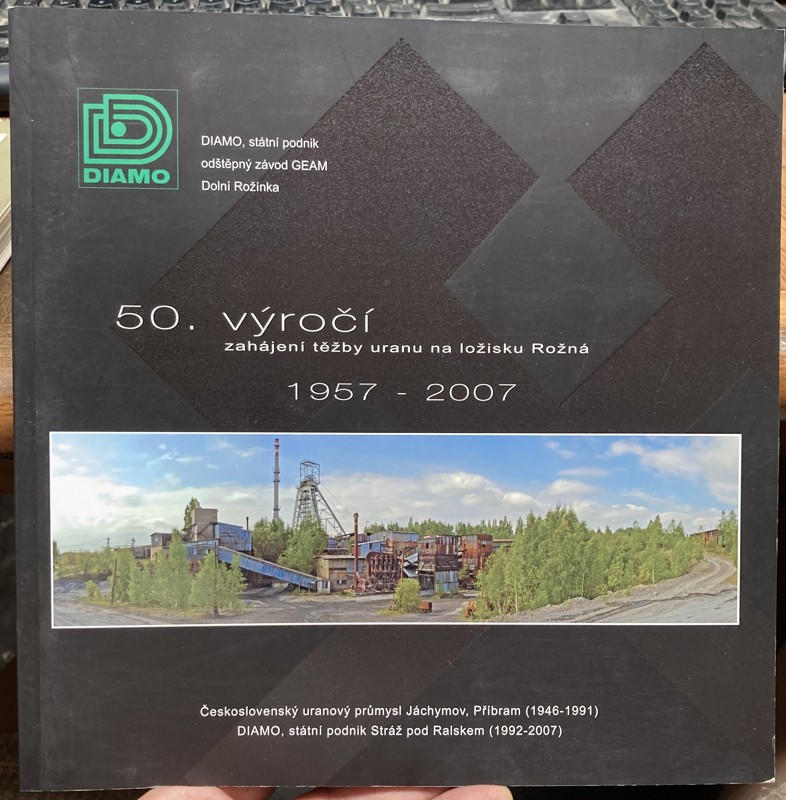 DIAMO
DIAMO, státní podnik
odštěpný závod GEAM
Dolní Rožínka
50. výročí
zahájení těžby uranu na ložisku Rožná
1957 - 2007
Československý uranový průmysl Jáchymov, Příbram (1946-1991)
DIAMO, státní podnik Stráž pod Ralskem (1992-2007)